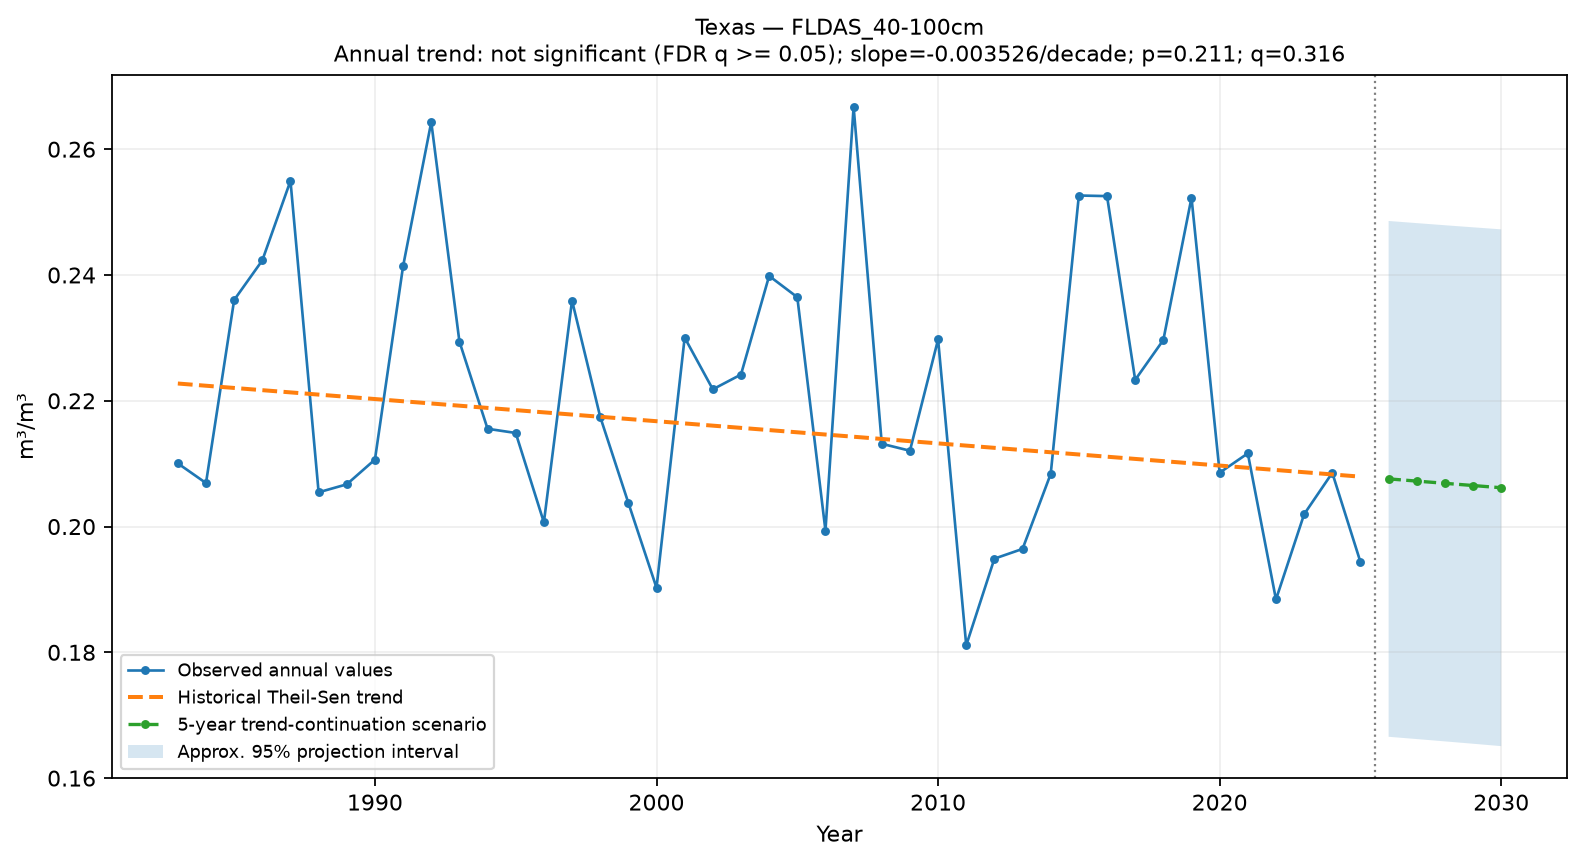 Texas — FLDAS_40-100cm
Annual trend: not significant (FDR q >= 0.05); slope=-0.003526/decade; p=0.211; q=0.316
0.26
0.24
0.22
0.20
0.18
0.16
m³/m³
Observed annual values
Historical Theil-Sen trend
5-year trend-continuation scenario
Approx. 95% projection interval
1990
2000
2010
2020
2030
Year